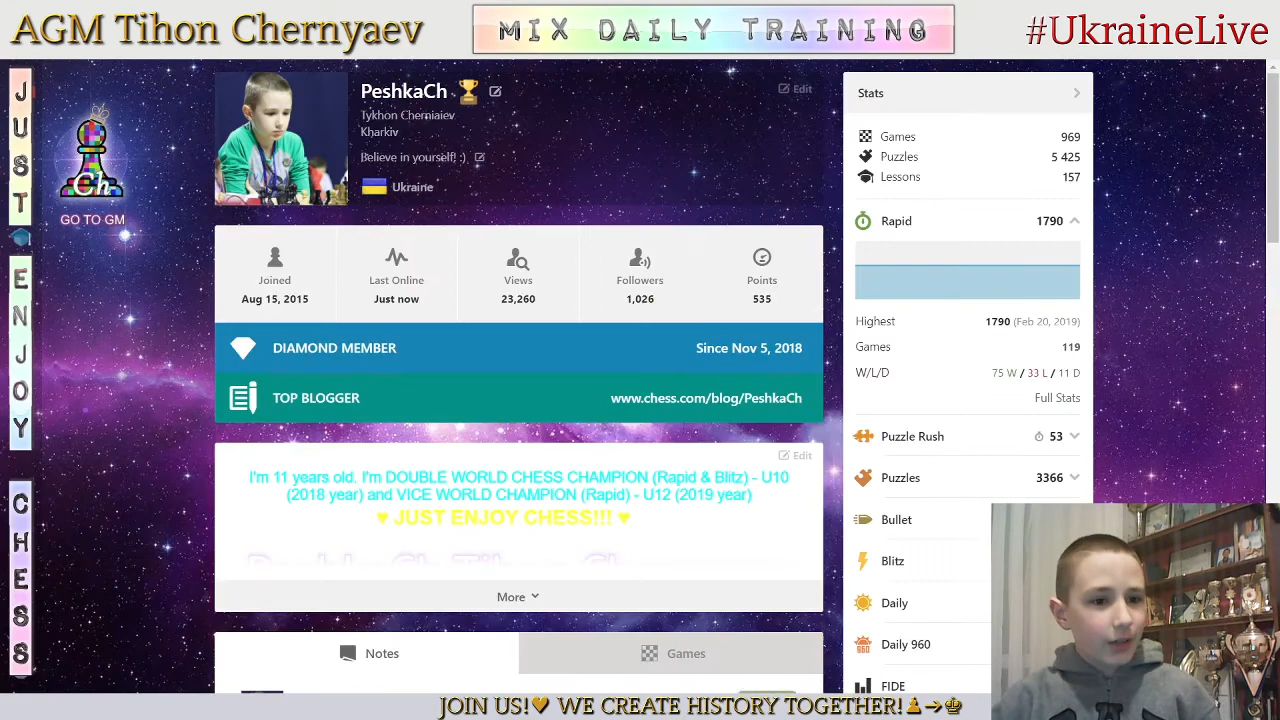 AGM Tihon Chernyaev
MIX DAILY TRAINING
#UkraineLive
JUST
ENJOY
CHESS
Ch
GO TO GM
PeshkaCh
Tykhon Cherniaiev
Kharkiv
Believe in yourself! :)
Ukraine
Edit
Joined
Aug 15, 2015
Last Online
Just now
Views
23,260
Followers
1,026
Points
535
DIAMOND MEMBER
Since Nov 5, 2018
TOP BLOGGER
www.chess.com/blog/PeshkaCh
Edit
I'm 11 years old. I'm DOUBLE WORLD CHESS CHAMPION (Rapid & Blitz) - U10
(2018 year) and VICE WORLD CHAMPION (Rapid) - U12 (2019 year)
♥ JUST ENJOY CHESS!!! ♥
More
Notes
Games
Stats
Games 969
Puzzles 5 425
Lessons 157
Rapid 1790
Highest 1790 (Feb 20, 2019)
Games 119
W/L/D 75 W / 33 L / 11 D
Full Stats
Puzzle Rush 53
Puzzles 3366
Bullet
Blitz
Daily
Daily 960
960
FIDE
JOIN US!♥ WE CREATE HISTORY TOGETHER!♟→♚